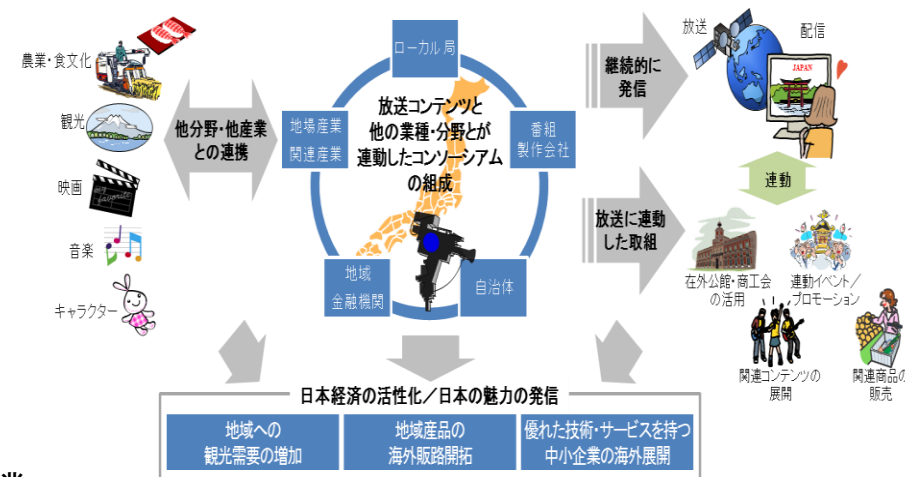 農業・食文化
観光
映画
音楽
キャラクター
他分野・他産業
との連携
ローカル局
地場産業
関連産業
番組
製作会社
地域
金融機関
自治体
放送コンテンツと
他の業種・分野とが
連動したコンソーシアム
の組成
継続的に
発信
放送に連動
した取組
放送
配信
JAPAN
連動
在外公館・商工会
の活用
連動イベント/
プロモーション
関連コンテンツの
展開
関連商品の
販売
日本経済の活性化/日本の魅力の発信
地域への
観光需要の増加
地域産品の
海外販路開拓
優れた技術・サービスを持つ
中小企業の海外展開